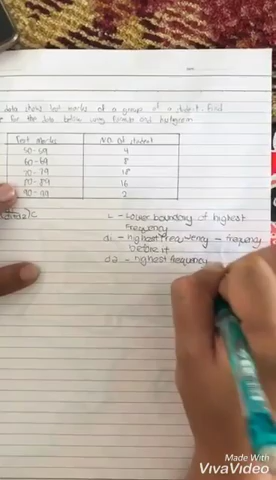 data shows test marks of a group of a student. Find
for the data below using formula and histogram
Test marks No. Of student
50-59 4
60-69 8
70-79 18
80-89 16
90-99 2
L - Lower boundary of highest
frequency
d1 - highest frequency - frequency
before it
d2 - highest frequency
Made With
VivaVideo